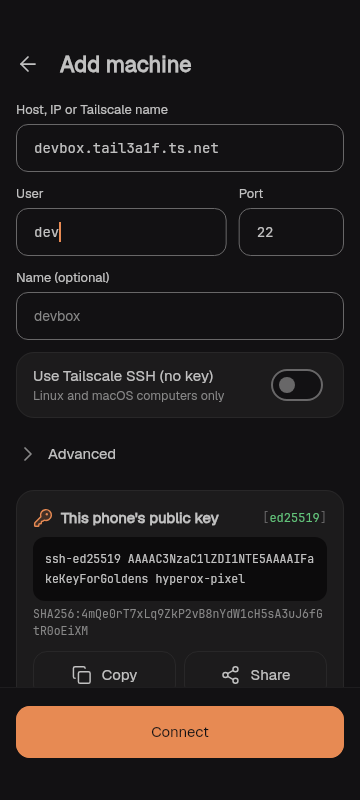 Add machine
Host, IP or Tailscale name
devbox.tail3a1f.ts.net
User
Port
dev
22
Name (optional)
devbox
Use Tailscale SSH (no key)
Linux and macOS computers only
Advanced
This phone's public key
[ed25519]
ssh-ed25519 AAAAC3NzaC1lZDI1NTE5AAAAIFa
keKeyForGoldens hyperox-pixel
SHA256:4mQe0rT7xLq9ZkP2vB8nYdW1cH5sA3uJ6fG
tR0oEiXM
Copy
Share
Connect